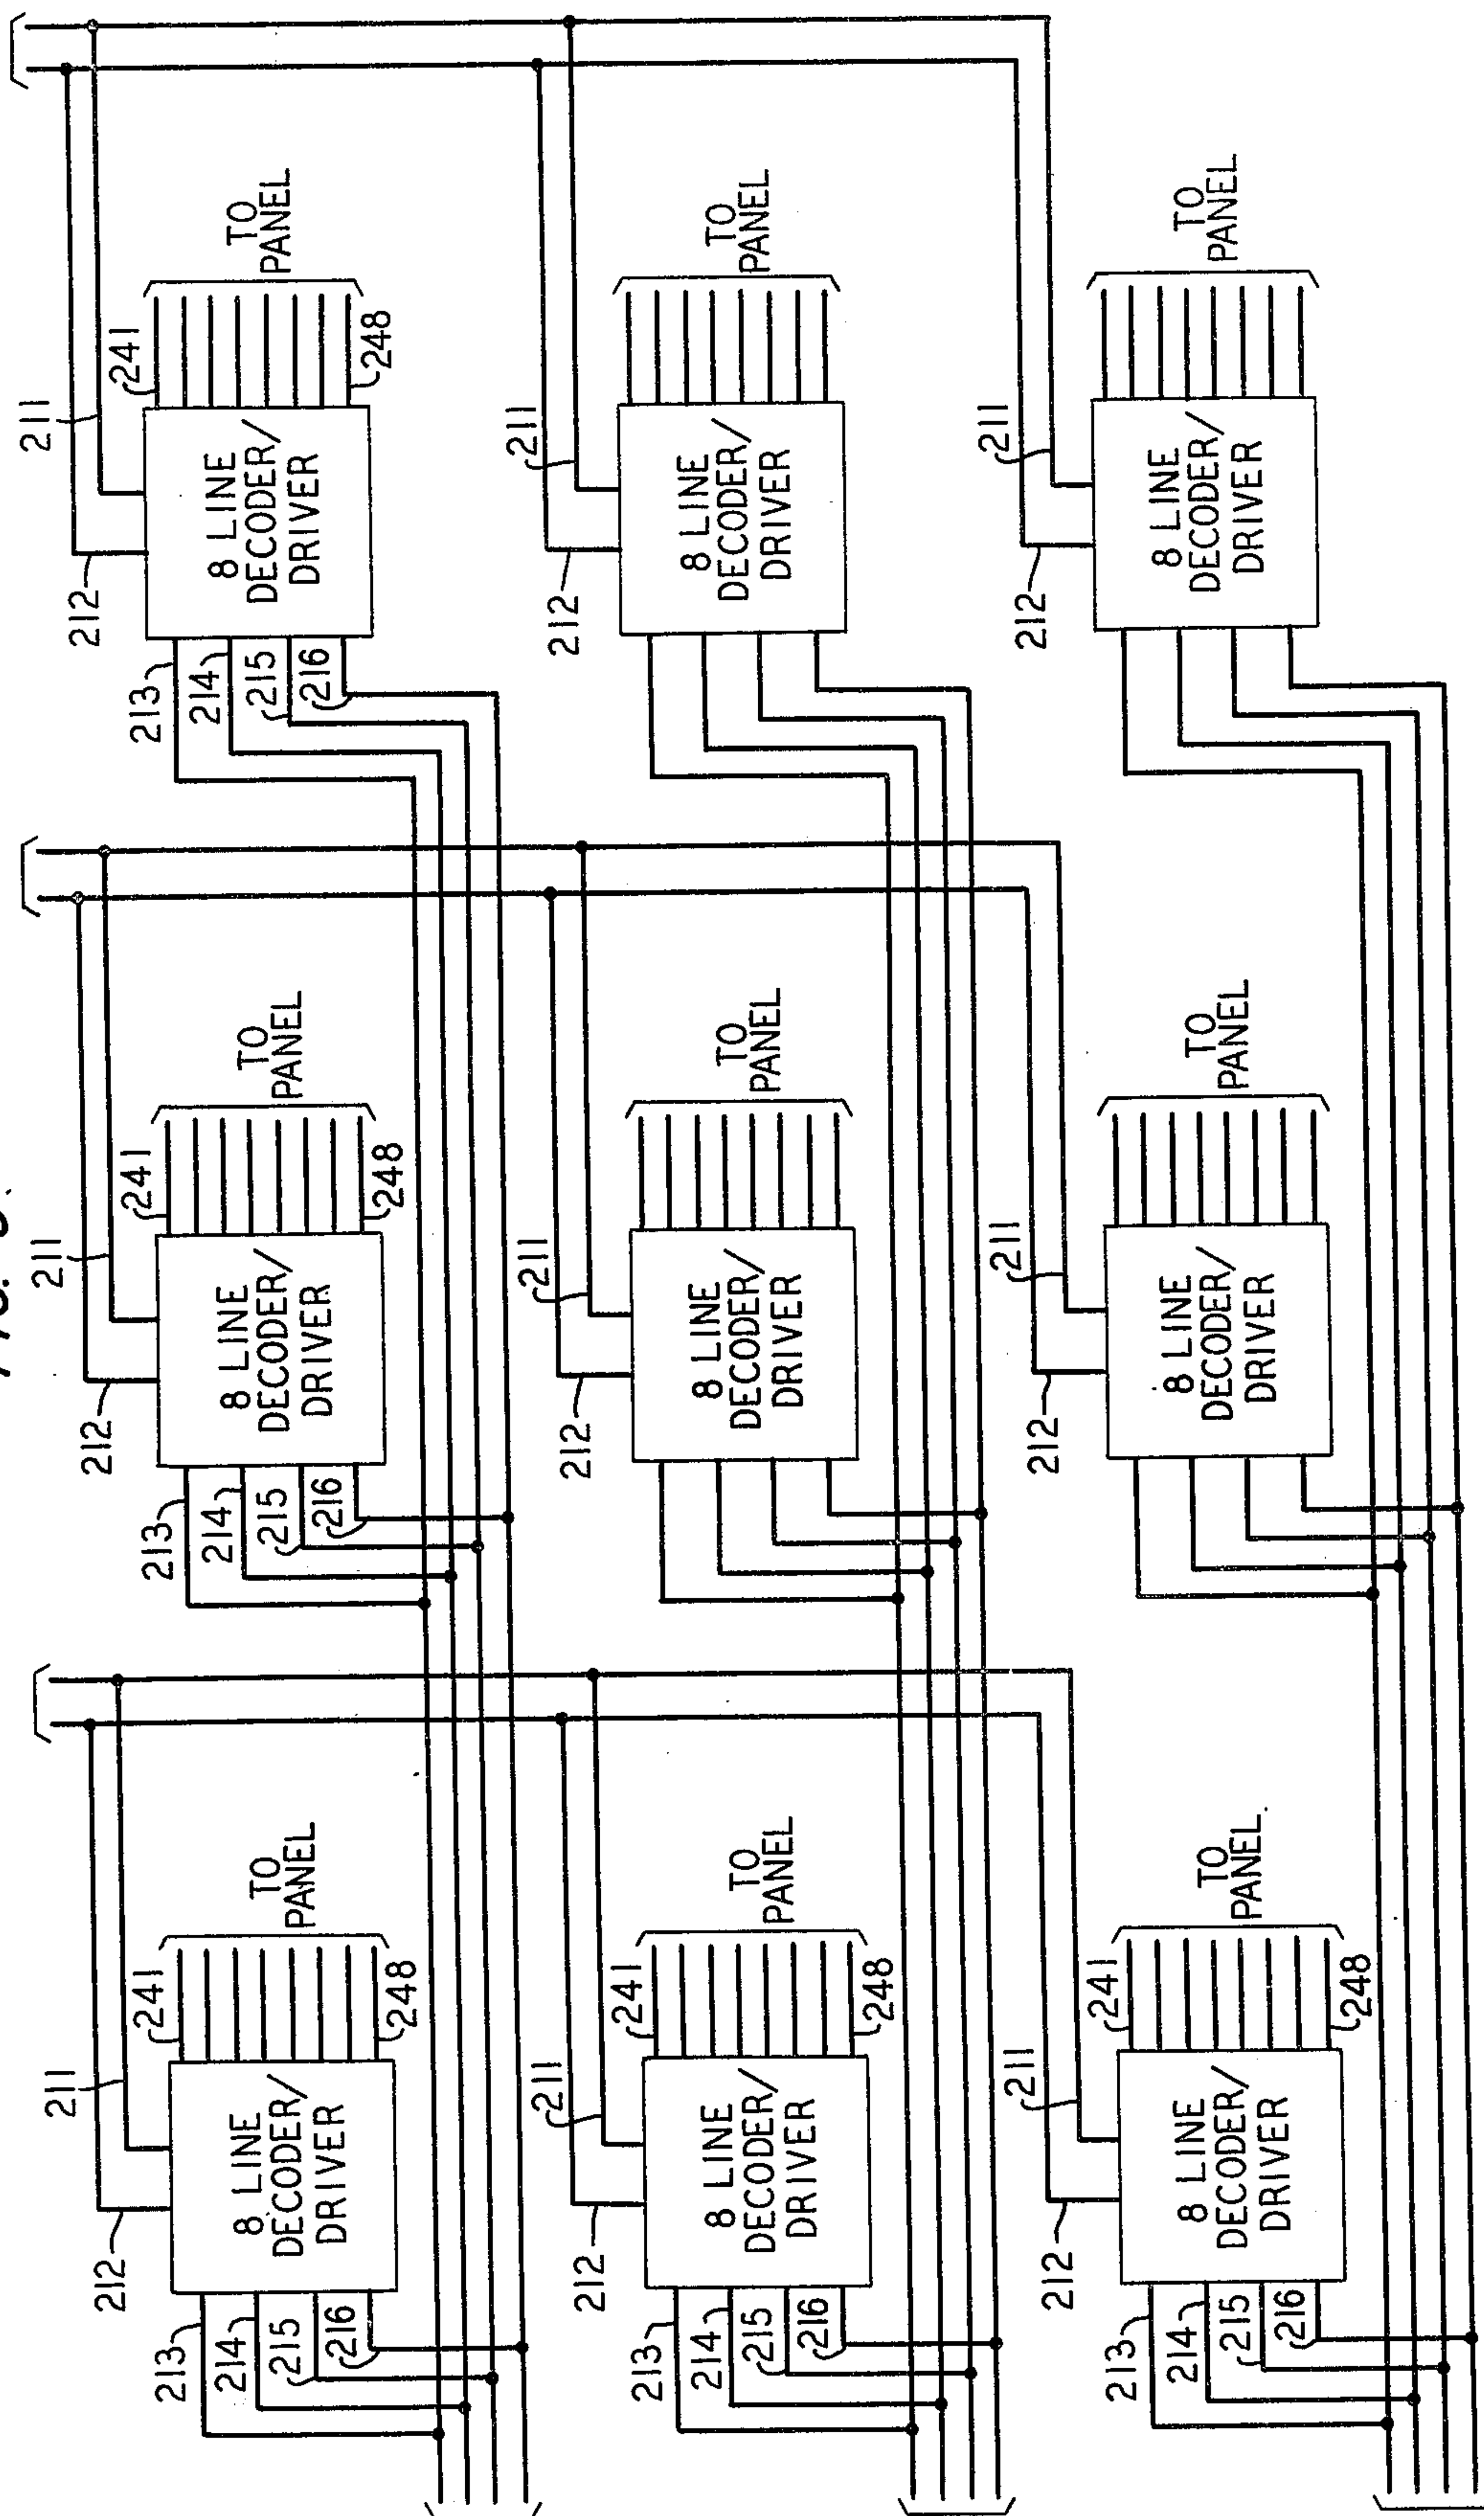 211
212
241
213
8 LINE
DECODER/
DRIVER
214
215
216
TO
PANEL
248
211
212
241
213
8 LINE
DECODER/
DRIVER
214
215
216
TO
PANEL
248
211
212
241
213
8 LINE
DECODER/
DRIVER
214
215
216
TO
PANEL
248
211
212
241
213
8 LINE
DECODER/
DRIVER
214
215
216
TO
PANEL
248
211
212
8 LINE
DECODER/
DRIVER
TO
PANEL
211
212
8 LINE
DECODER/
DRIVER
TO
PANEL
211
212
241
213
8 LINE
DECODER/
DRIVER
214
215
216
TO
PANEL
248
211
212
8 LINE
DECODER/
DRIVER
TO
PANEL
211
212
8 LINE
DECODER/
DRIVER
TO
PANEL